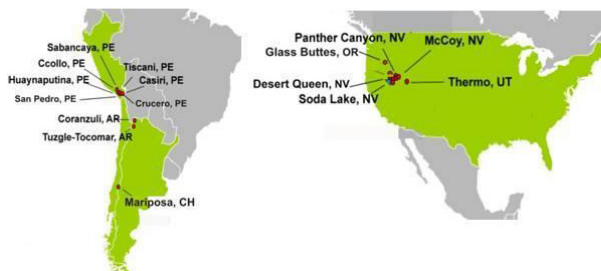 Sabancaya, PE
Ccollo, PE
Tiscani, PE
Huaynaputina, PE
Casiri, PE
San Pedro, PE
Crucero, PE
Coranzuli, AR
Tuzgle-Tocomar, AR
Mariposa, CH
Panther Canyon, NV
McCoy, NV
Glass Buttes, OR
Desert Queen, NV
Thermo, UT
Soda Lake, NV